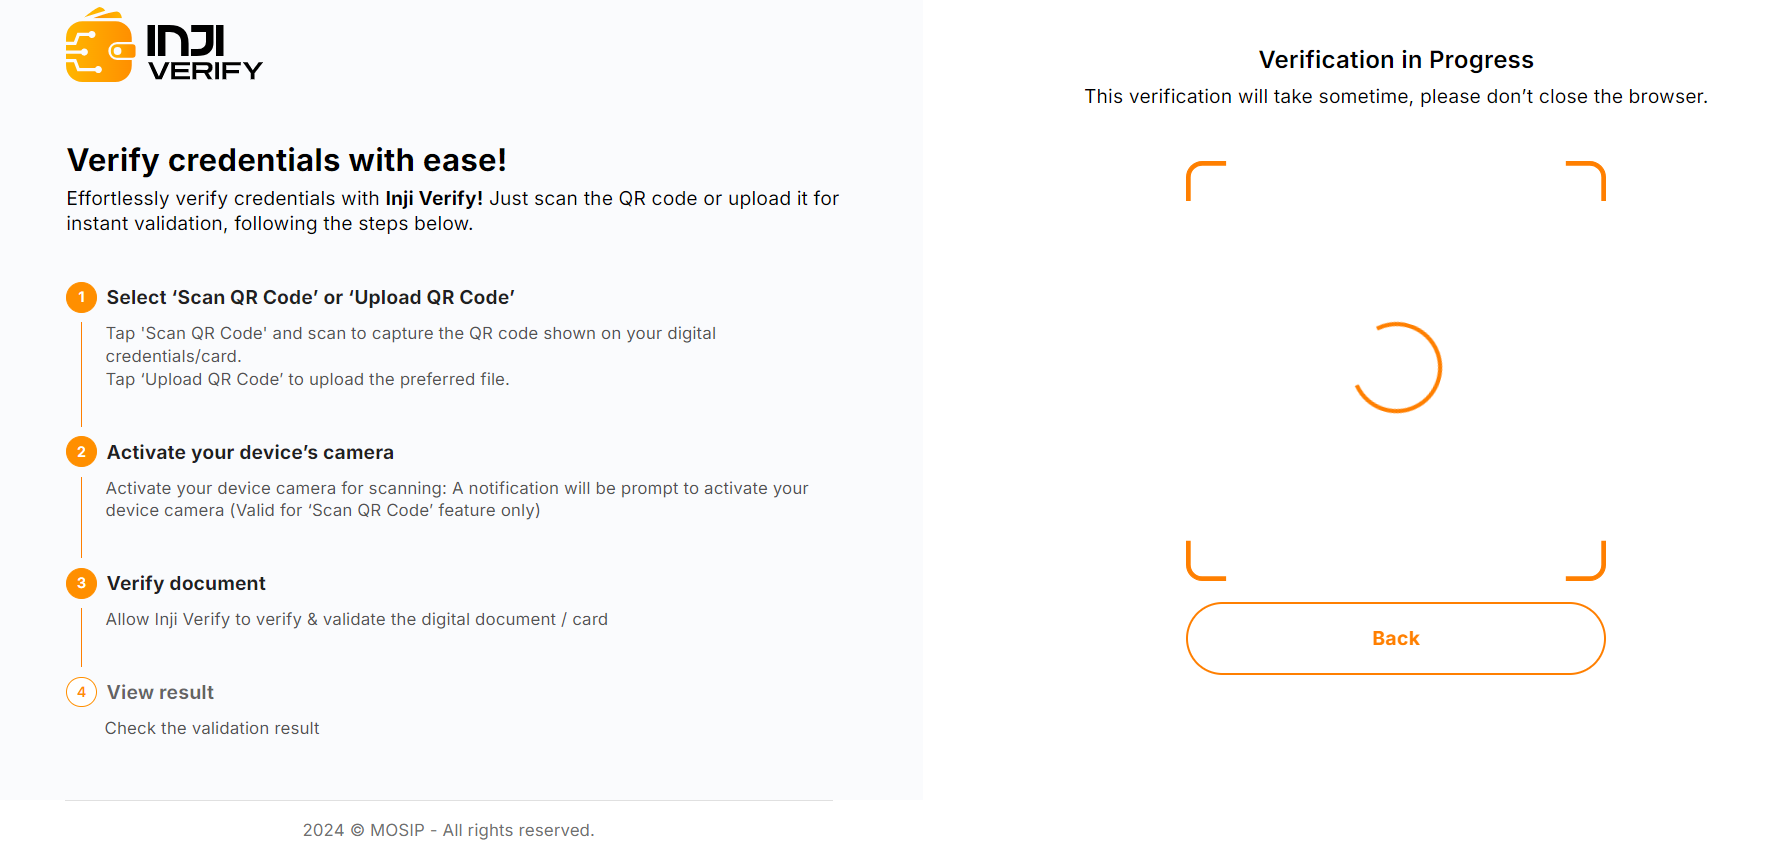 INJI
VERIFY
Verify credentials with ease!
Effortlessly verify credentials with Inji Verify! Just scan the QR code or upload it for
instant validation, following the steps below.
1 Select ‘Scan QR Code’ or ‘Upload QR Code’
Tap 'Scan QR Code' and scan to capture the QR code shown on your digital
credentials/card.
Tap ‘Upload QR Code’ to upload the preferred file.
2 Activate your device’s camera
Activate your device camera for scanning: A notification will be prompt to activate your
device camera (Valid for ‘Scan QR Code’ feature only)
3 Verify document
Allow Inji Verify to verify & validate the digital document / card
4 View result
Check the validation result
2024 © MOSIP - All rights reserved.
Verification in Progress
This verification will take sometime, please don’t close the browser.
Back